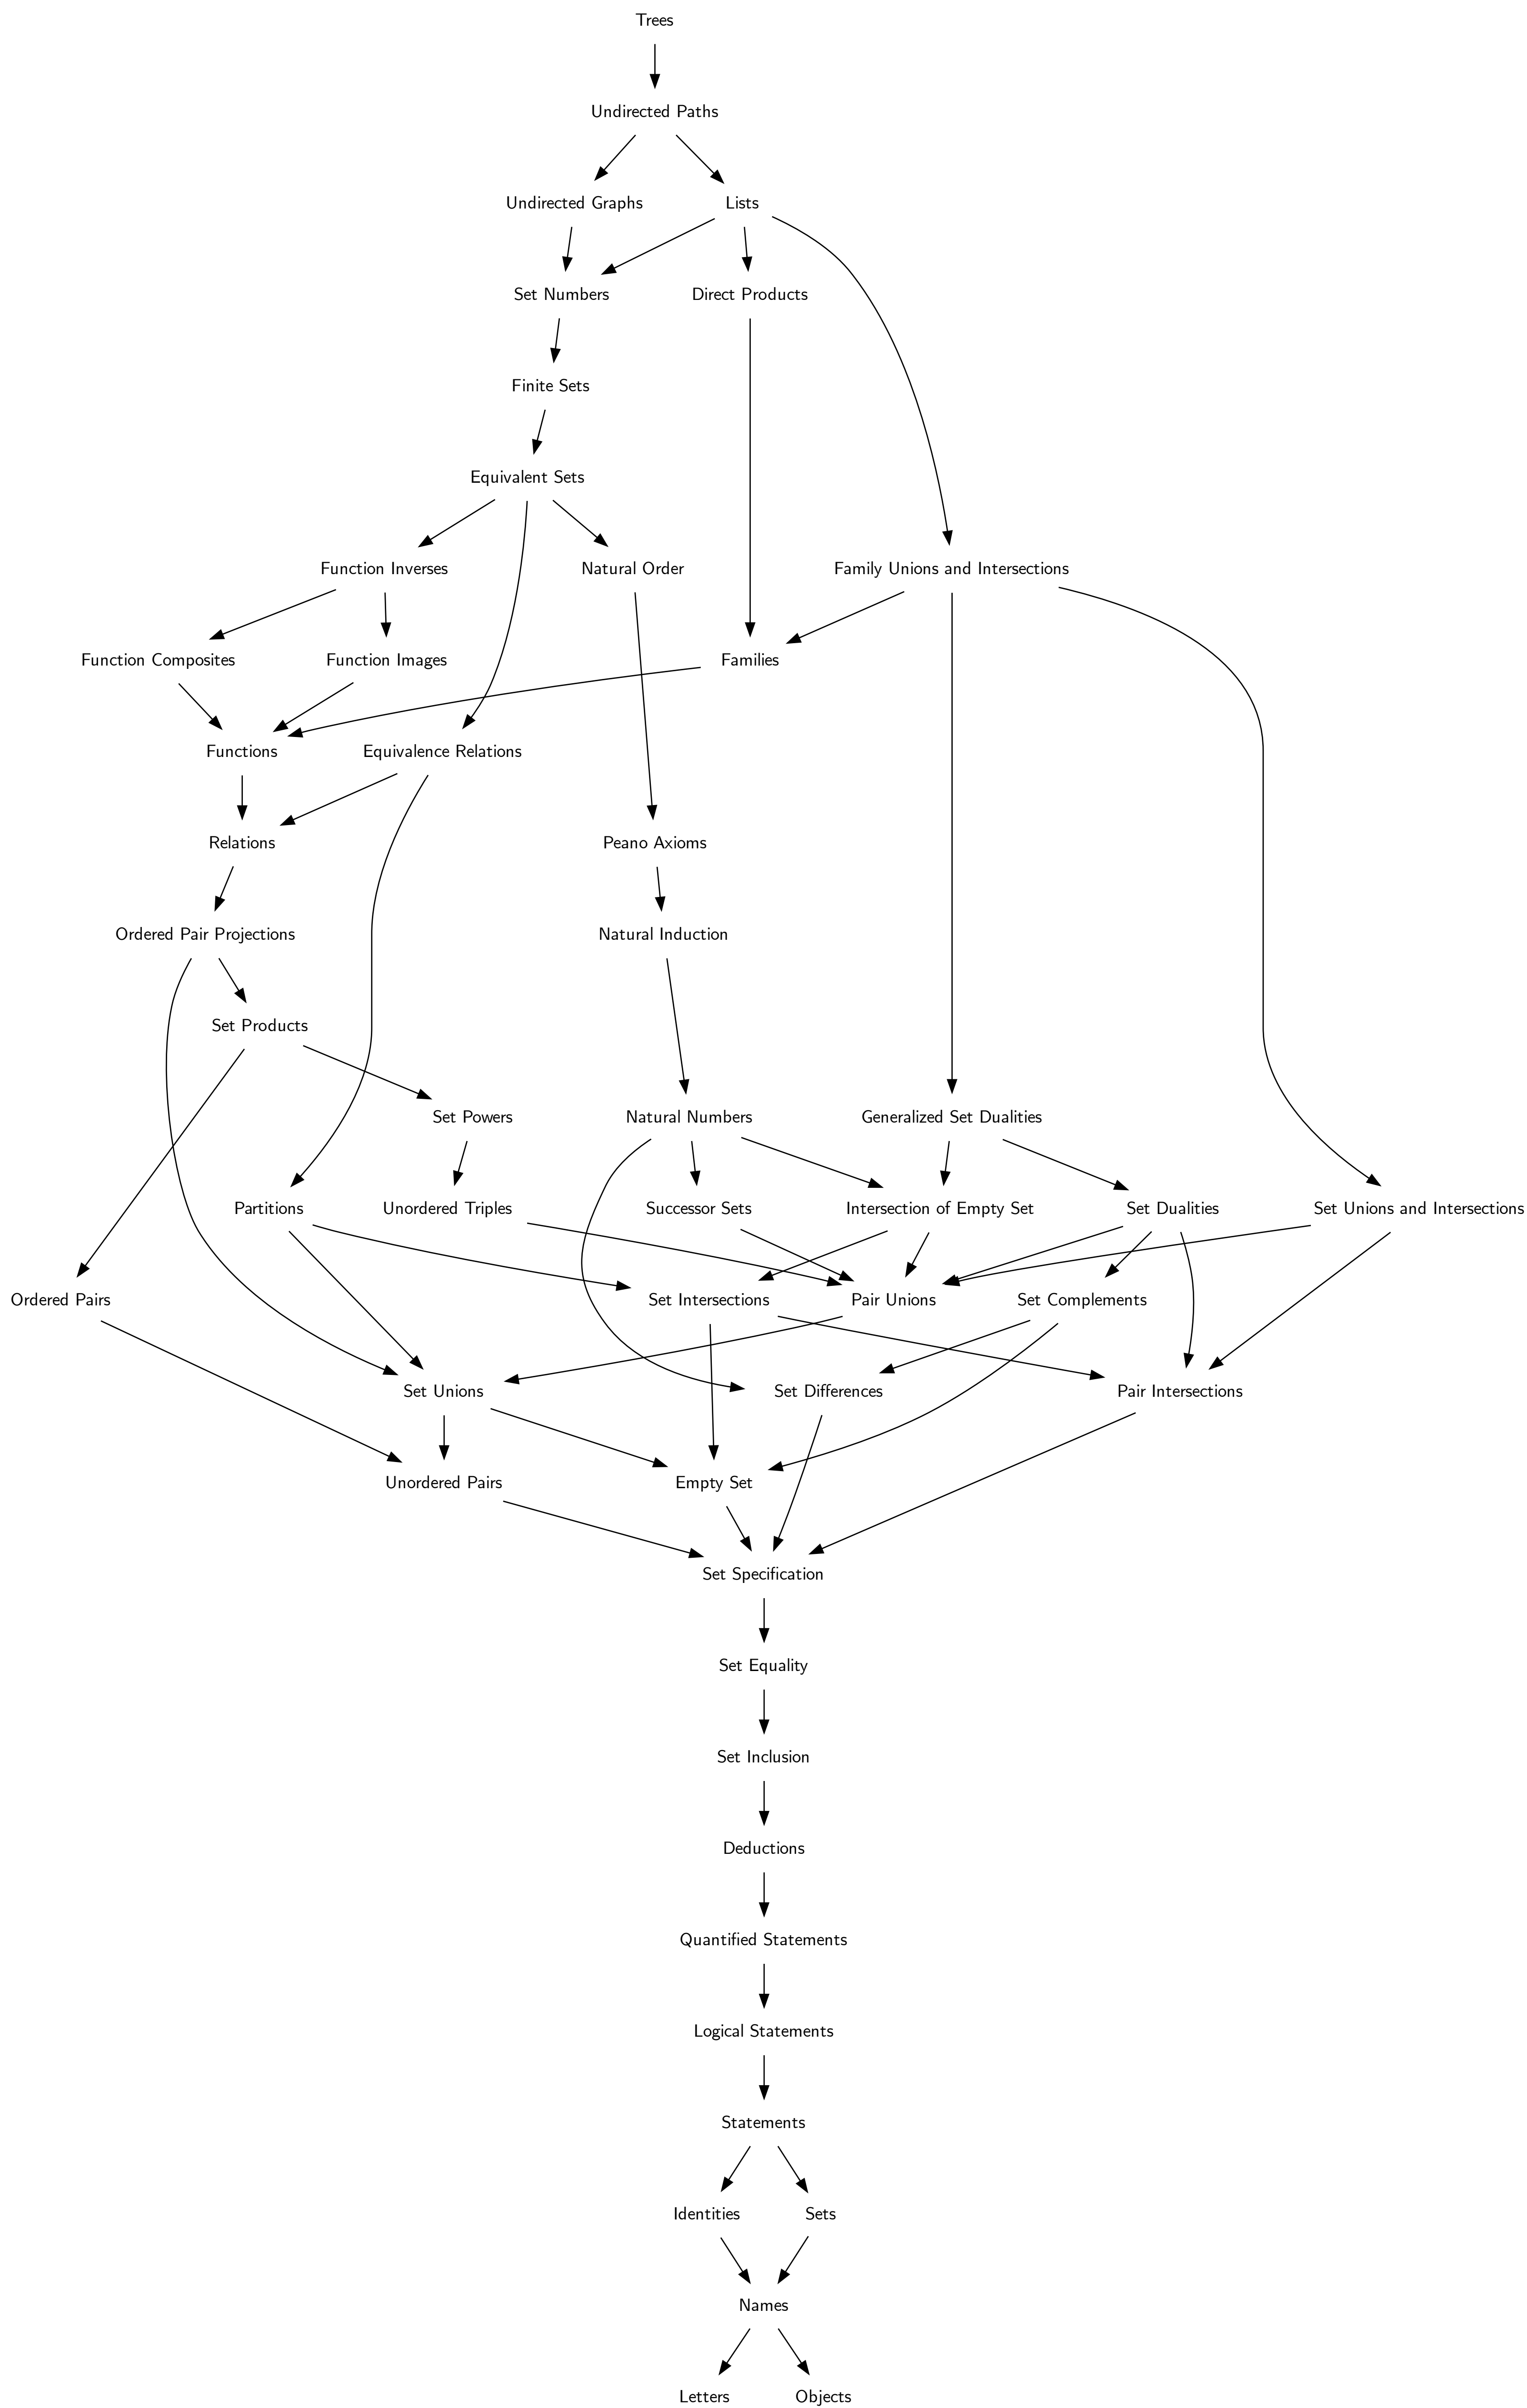 Trees
Undirected Paths
Undirected Graphs
Lists
Set Numbers
Direct Products
Finite Sets
Equivalent Sets
Function Inverses
Natural Order
Family Unions and Intersections
Function Composites
Function Images
Families
Functions
Equivalence Relations
Relations
Peano Axioms
Ordered Pair Projections
Natural Induction
Set Products
Set Powers
Natural Numbers
Generalized Set Dualities
Partitions
Unordered Triples
Successor Sets
Intersection of Empty Set
Set Dualities
Set Unions and Intersections
Ordered Pairs
Set Intersections
Pair Unions
Set Complements
Set Unions
Set Differences
Pair Intersections
Unordered Pairs
Empty Set
Set Specification
Set Equality
Set Inclusion
Deductions
Quantified Statements
Logical Statements
Statements
Identities
Sets
Names
Letters
Objects